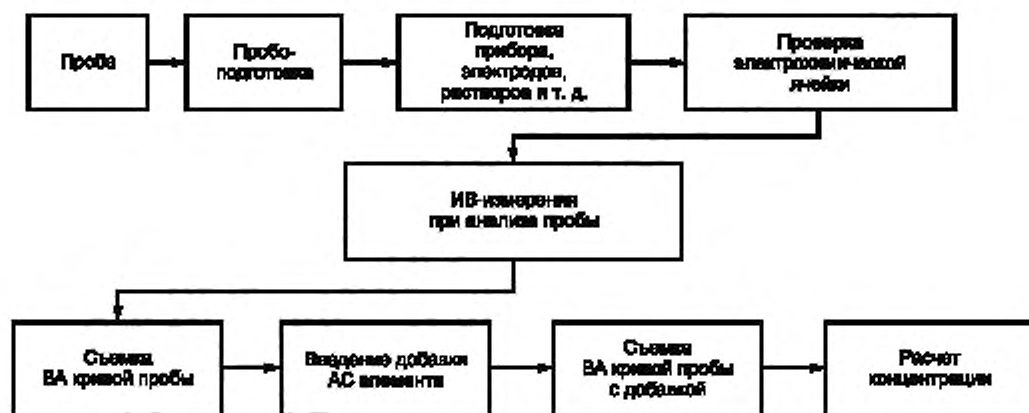 Проба
Пробо-
подготовка
Подготовка
прибора,
электродов,
растворов и т. д.
Проверка
электрохимической
ячейки
ИВ-измерения
при анализе пробы
Съемка
ВА кривой пробы
Введение добавки
АС элемента
Съемка
ВА кривой пробы
с добавкой
Расчет
концентрации